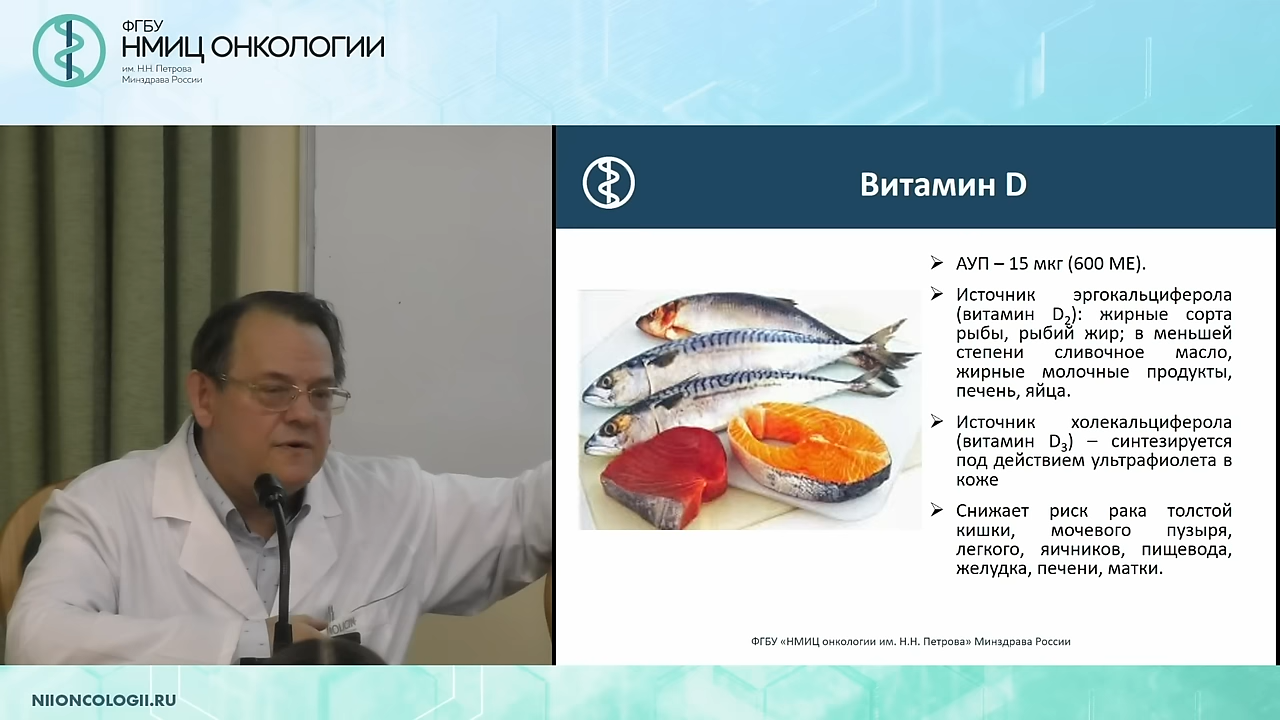 ФГБУ
НМИЦ ОНКОЛОГИИ
им. Н.Н. Петрова
Минздрава России
Витамин D
АУП – 15 мкг (600 МЕ).
Источник эргокальциферола
(витамин D2): жирные сорта
рыбы, рыбий жир; в меньшей
степени сливочное масло,
жирные молочные продукты,
печень, яйца.
Источник холекальциферола
(витамин D3) – синтезируется
под действием ультрафиолета в
коже
Снижает риск рака толстой
кишки, мочевого пузыря,
легкого, яичников, пищевода,
желудка, печени, матки.
ФГБУ «НМИЦ онкологии им. Н.Н. Петрова» Минздрава России
NIIONCOLOGII.RU